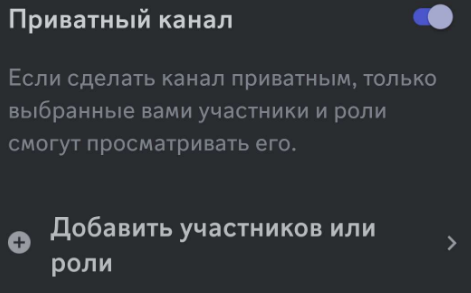 Приватный канал
Если сделать канал приватным, только
выбранные вами участники и роли
смогут просматривать его.
Добавить участников или
роли